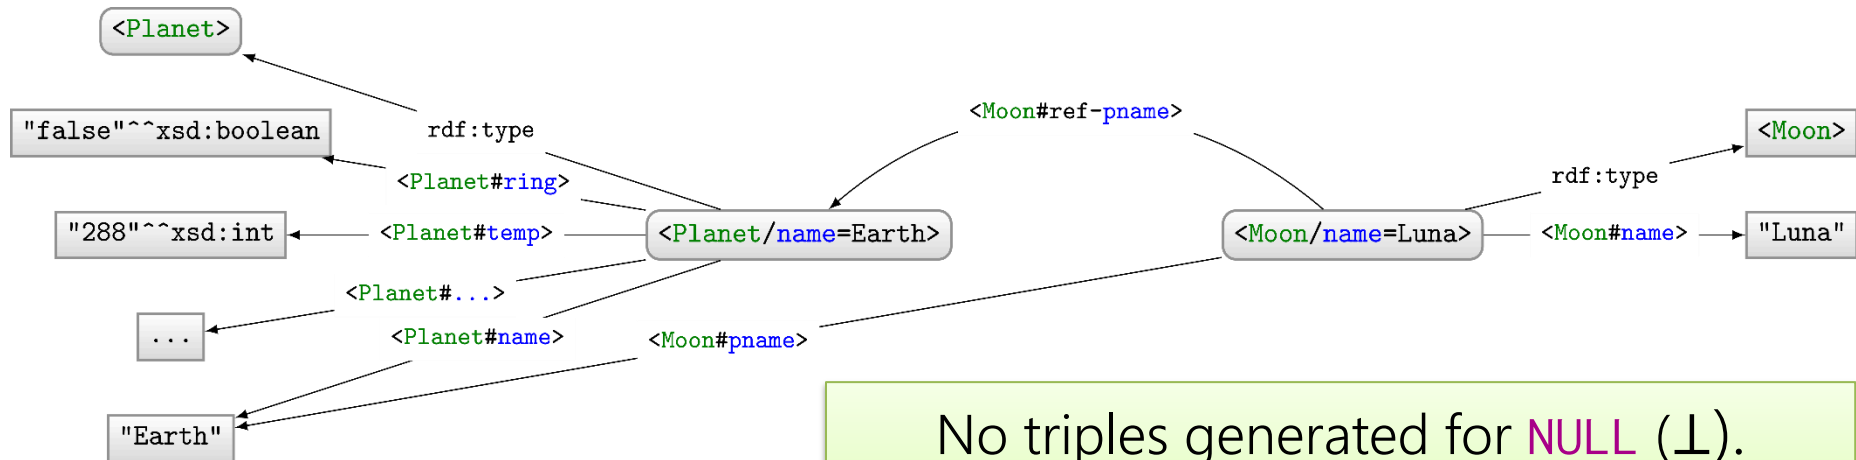 <Planet>
<Moon#ref-pname>
"false"^^xsd:boolean
rdf:type
<Moon>
<Planet#ring>
rdf:type
"288"^^xsd:int
<Planet#temp>
<Planet/name=Earth>
<Moon/name=Luna>
<Moon#name>
"Luna"
<Planet#...>
...
<Planet#name>
<Moon#pname>
"Earth"
No triples generated for NULL (⊥).